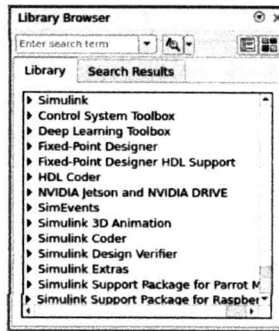 Library Browser
Enter search term
Library Search Results
Simulink
Control System Toolbox
Deep Learning Toolbox
Fixed-Point Designer
Fixed-Point Designer HDL Support
HDL Coder
NVIDIA Jetson and NVIDIA DRIVE
SimEvents
Simulink 3D Animation
Simulink Coder
Simulink Design Verifier
Simulink Extras
Simulink Support Package for Parrot M
Simulink Support Package for Raspber